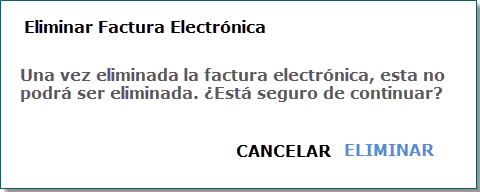 Eliminar Factura Electrónica
Una vez eliminada la factura electrónica, esta no
podrá ser eliminada. ¿Está seguro de continuar?
CANCELAR ELIMINAR